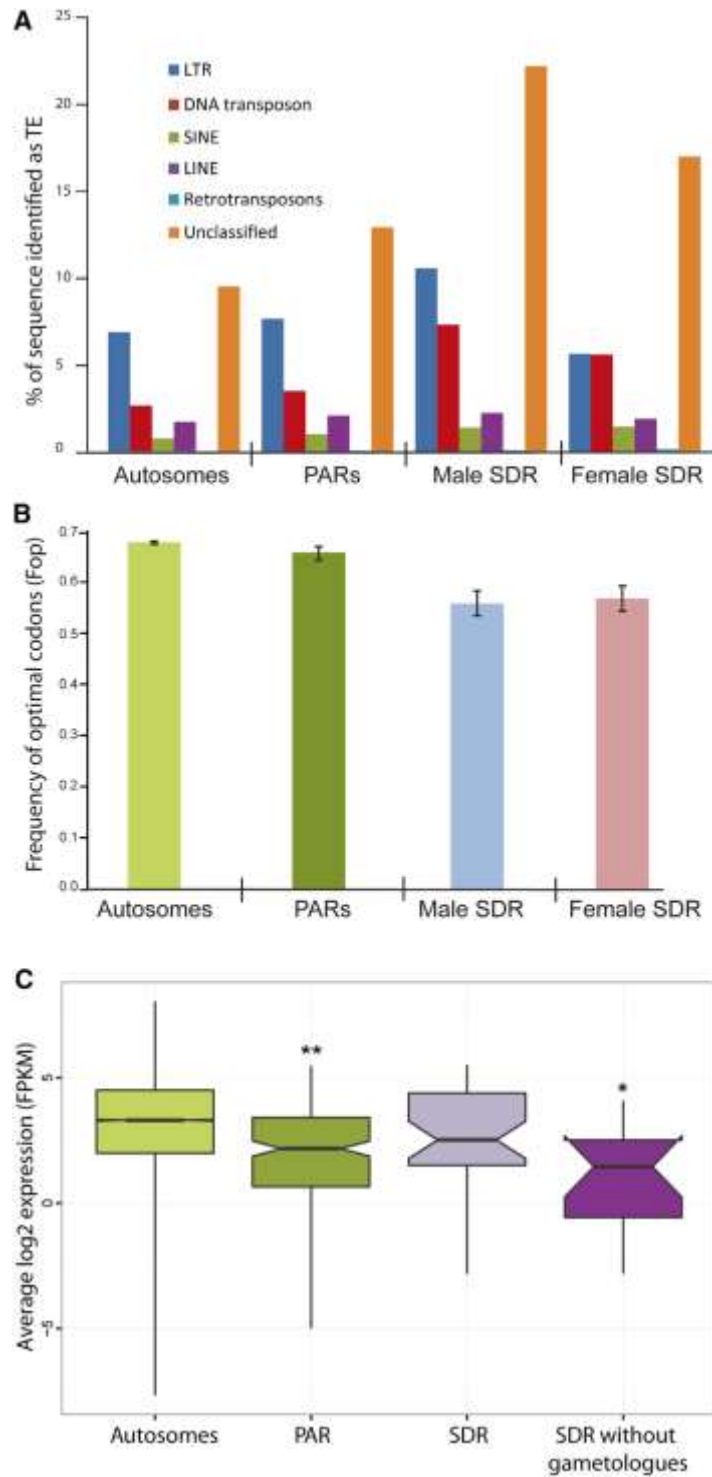 A
% of sequence identified as TE
25
20
15
10
5
0
LTR
DNA transposon
SINE
LINE
Retrotransposons
Unclassified
Autosomes
PARs
Male SDR
Female SDR
B
Frequency of optimal codons (Fop)
0.7
0.6
0.5
0.4
0.3
0.2
0.1
0.0
Autosomes
PARs
Male SDR
Female SDR
C
Average log2 expression (FPKM)
5
0
-5
**
*
Autosomes
PAR
SDR
SDR without
gametologues